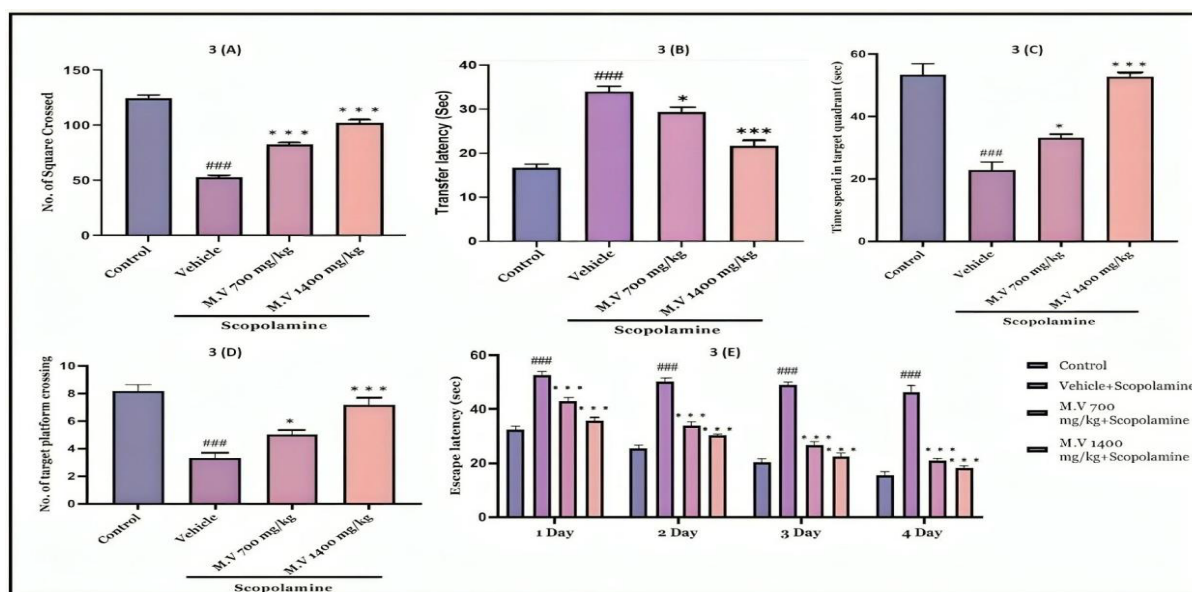 3 (A)
No. of Square Crossed
150
100
50
0
Control
Vehicle
M.V 700 mg/kg
M.V 1400 mg/kg
Scopolamine
###
* * *
* * *
3 (B)
Transfer latency (Sec)
40
30
20
10
0
Control
Vehicle
M.V 700 mg/kg
M.V 1400 mg/kg
Scopolamine
###
*
***
3 (C)
Time spend in target quadrant (sec)
60
40
20
0
Control
Vehicle
M.V 700 mg/kg
M.V 1400 mg/kg
Scopolamine
###
*
* * *
3 (D)
No. of target platform crossing
10
8
6
4
2
0
Control
Vehicle
M.V 700 mg/kg
M.V 1400 mg/kg
Scopolamine
###
*
* * *
3 (E)
Escape latency (sec)
60
40
20
0
###
* * *
* * *
###
* * *
* * *
###
* * *
* * *
###
* * *
* * *
1 Day
2 Day
3 Day
4 Day
Control
Vehicle+Scopolamine
M.V 700
mg/kg+Scopolamine
M.V 1400
mg/kg+Scopolamine